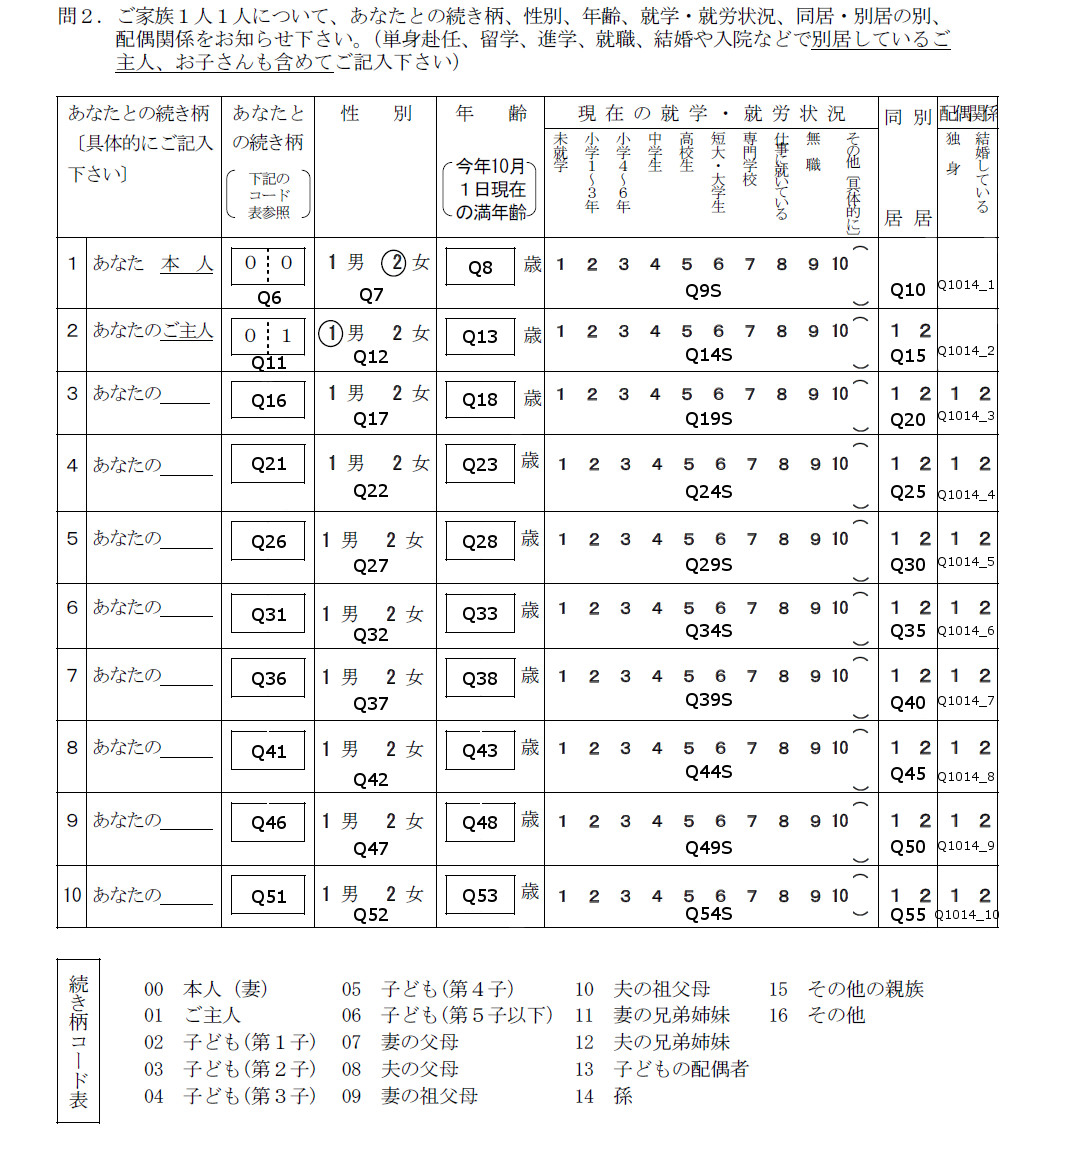 問２．ご家族１人１人について、あなたとの続き柄、性別、年齢、就学・就労状況、同居・別居の別、
配偶関係をお知らせ下さい。（単身赴任、留学、進学、就職、結婚や入院などで別居しているご
主人、お子さんも含めてご記入下さい）
あなたとの続き柄
〔具体的にご記入
下さい〕
あなたと
の続き柄
下記の
コード
表参照
性　別
年　齢
今年10月
１日現在
の満年齢
現在の就学・就労状況
未就学
小学１～３年
小学４～６年
中学生
高校生
短大・大学生
専門学校
仕事に就いている
無職
その他〔具体的に〕
同居
別居
配偶関係
独身
結婚している
1 あなた 本人 0 0 1 男 2 女 Q8 歳 1 2 3 4 5 6 7 8 9 10
Q6 Q7 Q9S Q10 Q1014_1
2 あなたのご主人 0 1 1 男 2 女 Q13 歳 1 2 3 4 5 6 7 8 9 10 1 2
Q11 Q12 Q14S Q15 Q1014_2
3 あなたの_____ Q16 1 男 2 女 Q18 歳 1 2 3 4 5 6 7 8 9 10 1 2 1 2
Q17 Q19S Q20 Q1014_3
4 あなたの_____ Q21 1 男 2 女 Q23 歳 1 2 3 4 5 6 7 8 9 10 1 2 1 2
Q22 Q24S Q25 Q1014_4
5 あなたの_____ Q26 1 男 2 女 Q28 歳 1 2 3 4 5 6 7 8 9 10 1 2 1 2
Q27 Q29S Q30 Q1014_5
6 あなたの_____ Q31 1 男 2 女 Q33 歳 1 2 3 4 5 6 7 8 9 10 1 2 1 2
Q32 Q34S Q35 Q1014_6
7 あなたの_____ Q36 1 男 2 女 Q38 歳 1 2 3 4 5 6 7 8 9 10 1 2 1 2
Q37 Q39S Q40 Q1014_7
8 あなたの_____ Q41 1 男 2 女 Q43 歳 1 2 3 4 5 6 7 8 9 10 1 2 1 2
Q42 Q44S Q45 Q1014_8
9 あなたの_____ Q46 1 男 2 女 Q48 歳 1 2 3 4 5 6 7 8 9 10 1 2 1 2
Q47 Q49S Q50 Q1014_9
10 あなたの_____ Q51 1 男 2 女 Q53 歳 1 2 3 4 5 6 7 8 9 10 1 2 1 2
Q52 Q54S Q55 Q1014_10
続き柄コード表
00 本人（妻） 05 子ども(第４子) 10 夫の祖父母 15 その他の親族
01 ご主人 06 子ども(第５子以下) 11 妻の兄弟姉妹 16 その他
02 子ども(第１子) 07 妻の父母 12 夫の兄弟姉妹
03 子ども(第２子) 08 夫の父母 13 子どもの配偶者
04 子ども(第３子) 09 妻の祖父母 14 孫